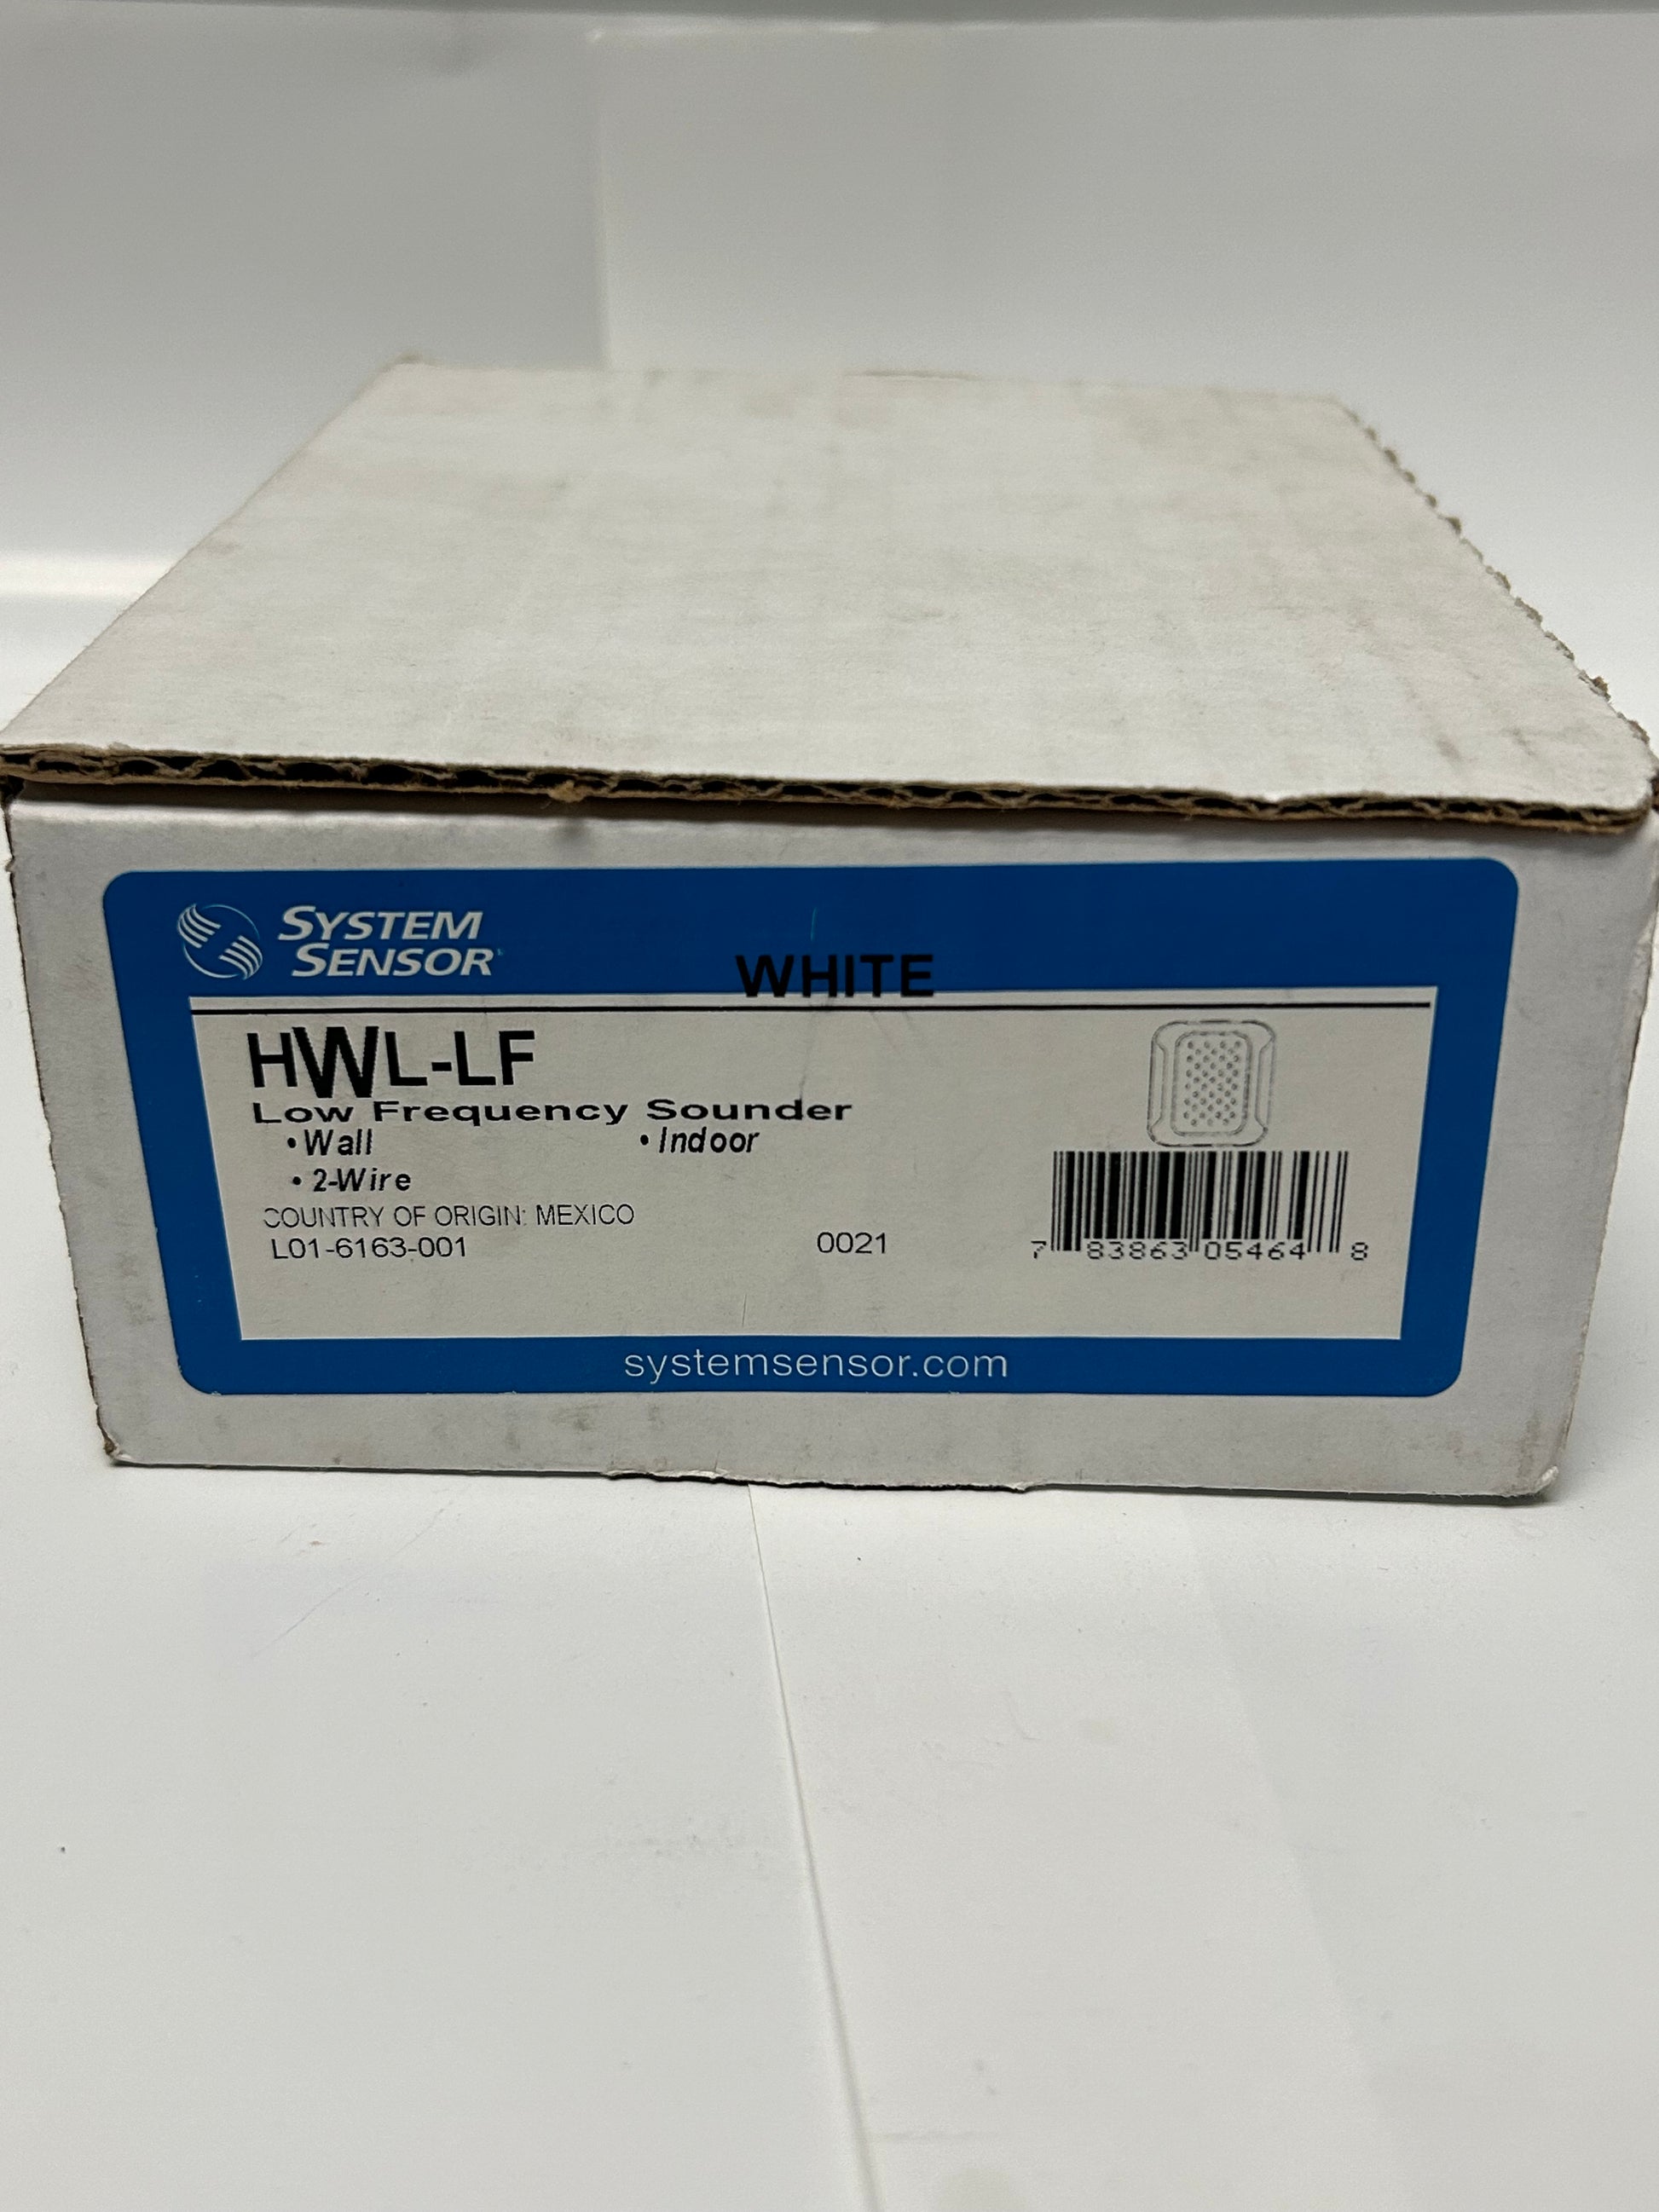 SYSTEM
SENSOR
WHITE
HWL-LF
Low Frequency Sounder
• Wall • Indoor
• 2-Wire
COUNTRY OF ORIGIN: MEXICO
L01-6163-001 0021
7 83863 05464 8
systemsensor.com